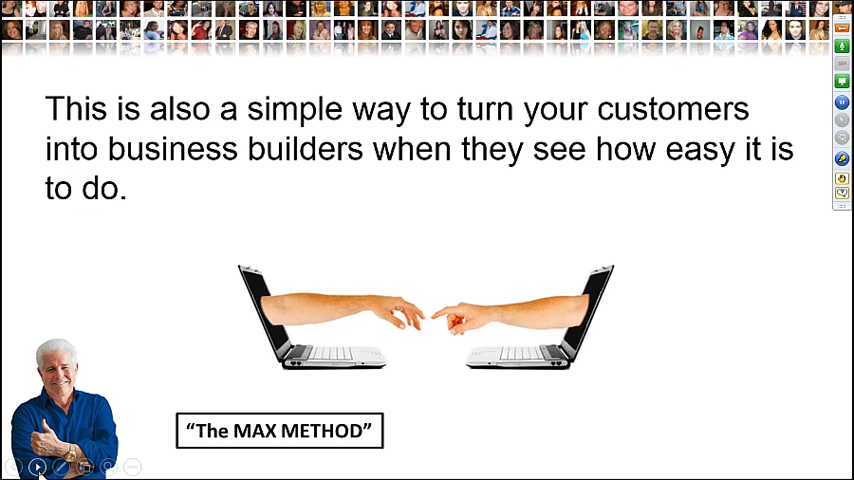 This is also a simple way to turn your customers
into business builders when they see how easy it is
to do.
“The MAX METHOD”